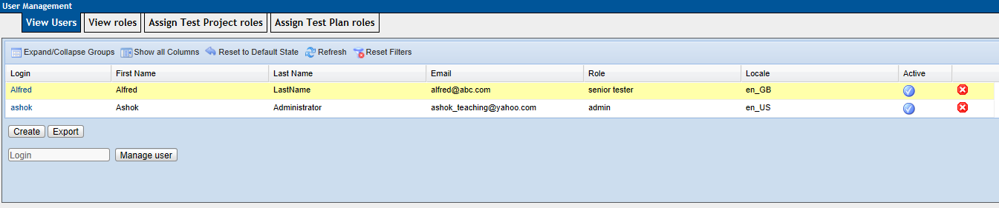 User Management
View Users View roles Assign Test Project roles Assign Test Plan roles
Expand/Collapse Groups Show all Columns Reset to Default State Refresh Reset Filters
Login First Name Last Name Email Role Locale Active
Alfred Alfred LastName alfred@abc.com senior tester en_GB
ashok Ashok Administrator ashok_teaching@yahoo.com admin en_US
Create Export
Login Manage user